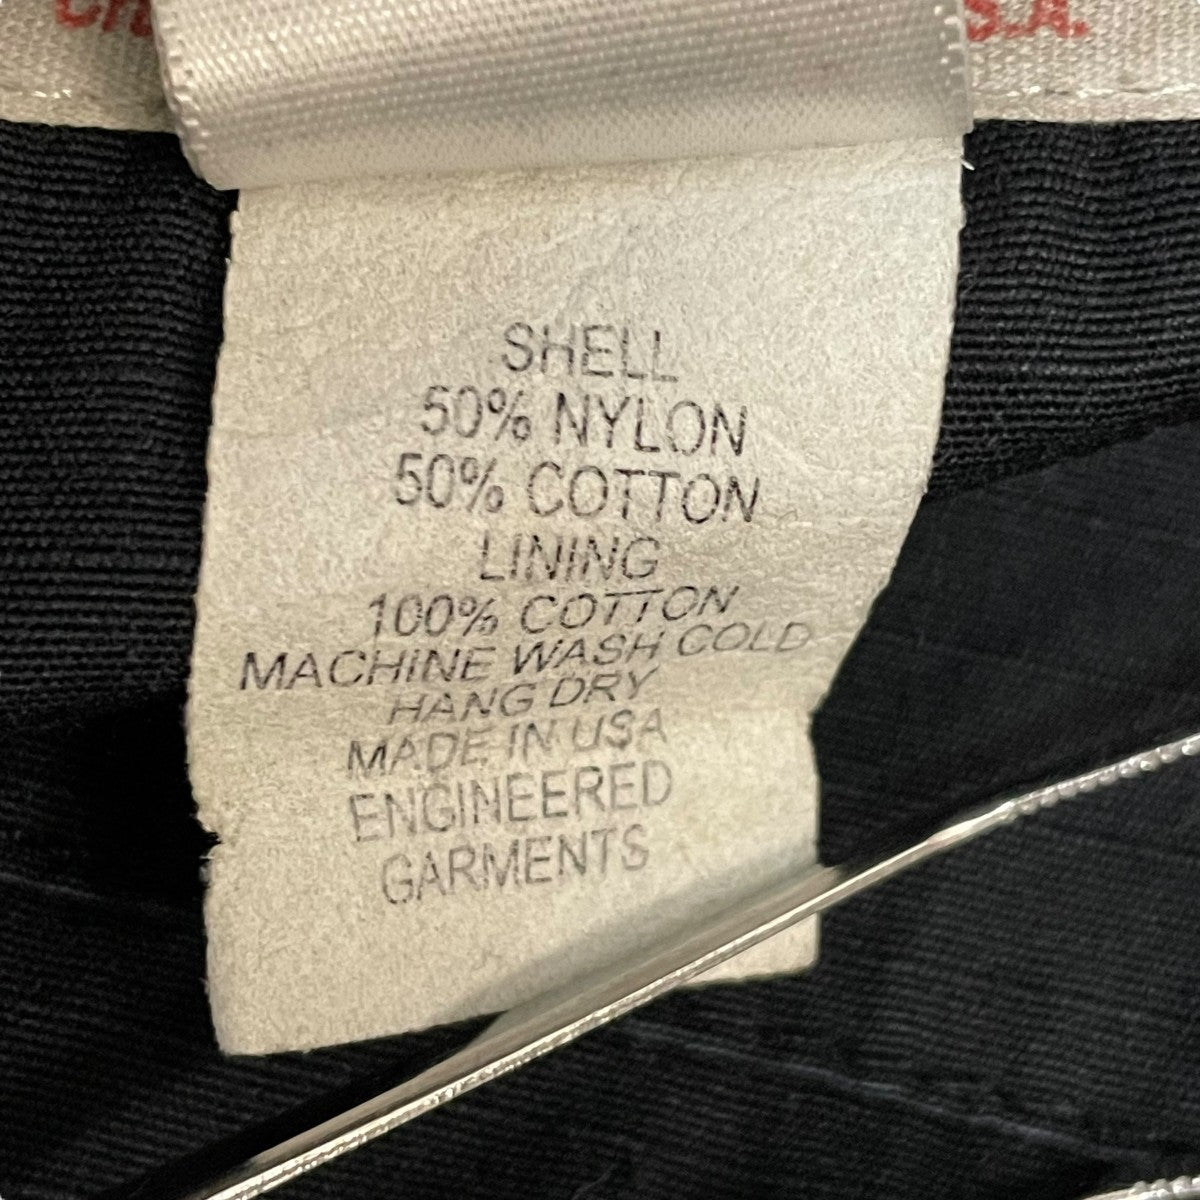 S.A.
SHELL
50% NYLON
50% COTTON
LINING
100% COTTON
MACHINE WASH COLD
HANG DRY
MADE IN USA
ENGINEERED
GARMENTS